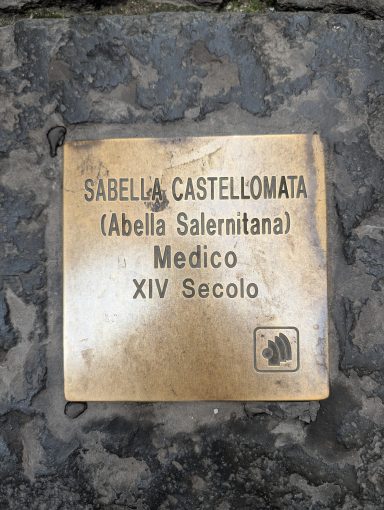 SABELLA CASTELLOMATA
(Abella Salernitana)
Medico
XIV Secolo